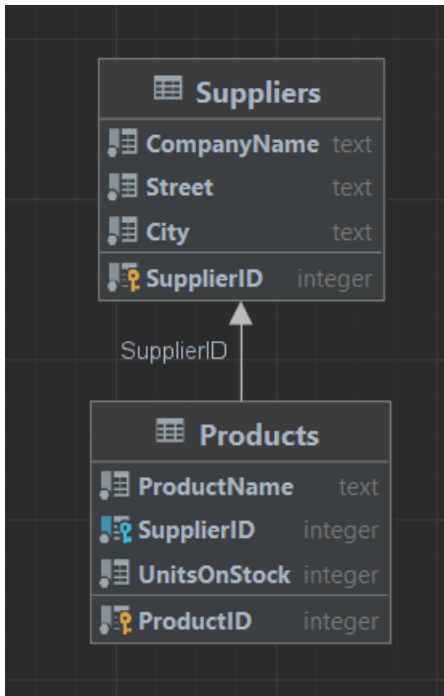 Suppliers
CompanyName text
Street text
City text
SupplierID integer
SupplierID
Products
ProductName text
SupplierID integer
UnitsOnStock integer
ProductID integer